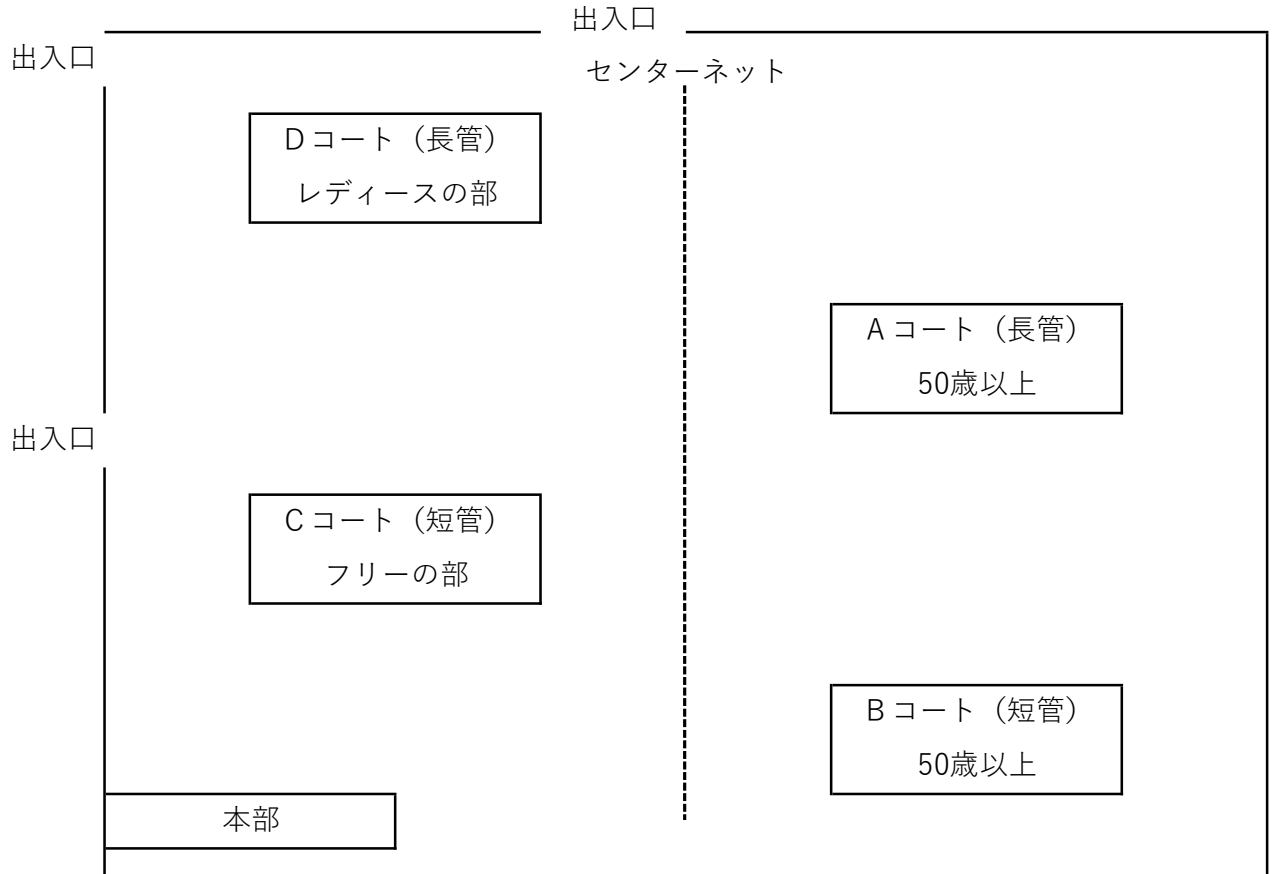 出入口
出入口
センターネット
Dコート（長管）
レディースの部
Aコート（長管）
50歳以上
出入口
Cコート（短管）
フリーの部
Bコート（短管）
50歳以上
本部